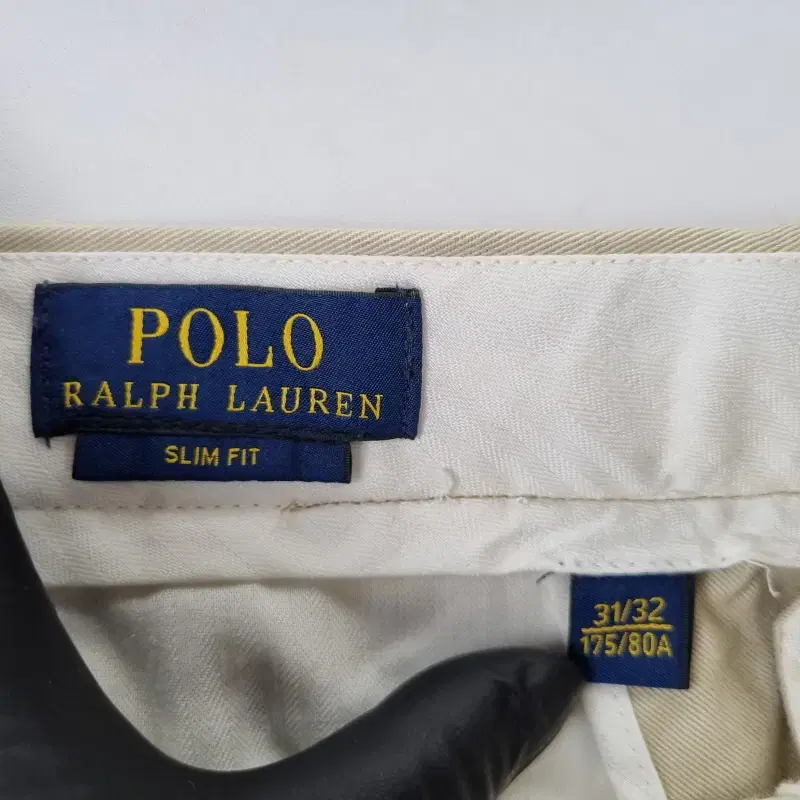 POLO
RALPH LAUREN
SLIM FIT
31/32
175/80A